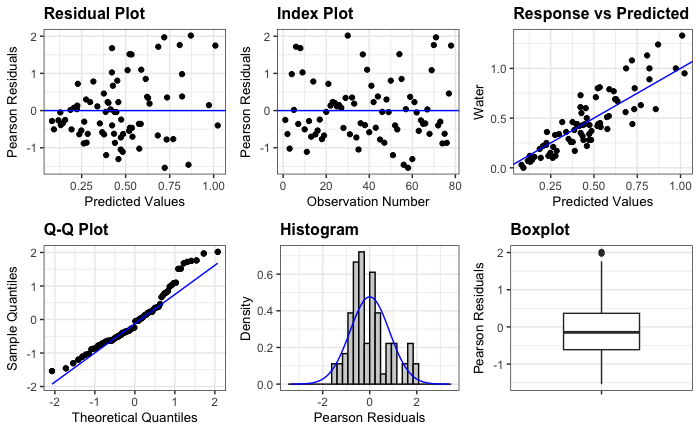 Residual Plot
Pearson Residuals
2
1
0
-1
0.25 0.50 0.75 1.00
Predicted Values
Index Plot
Pearson Residuals
2
1
0
-1
0 20 40 60 80
Observation Number
Response vs Predicted
Water
1.0
0.5
0.0
0.25 0.50 0.75 1.00
Predicted Values
Q-Q Plot
Sample Quantiles
2
1
0
-1
-2
-2 -1 0 1 2
Theoretical Quantiles
Histogram
Density
0.6
0.4
0.2
0.0
-2 0 2
Pearson Residuals
Boxplot
Pearson Residuals
2
1
0
-1